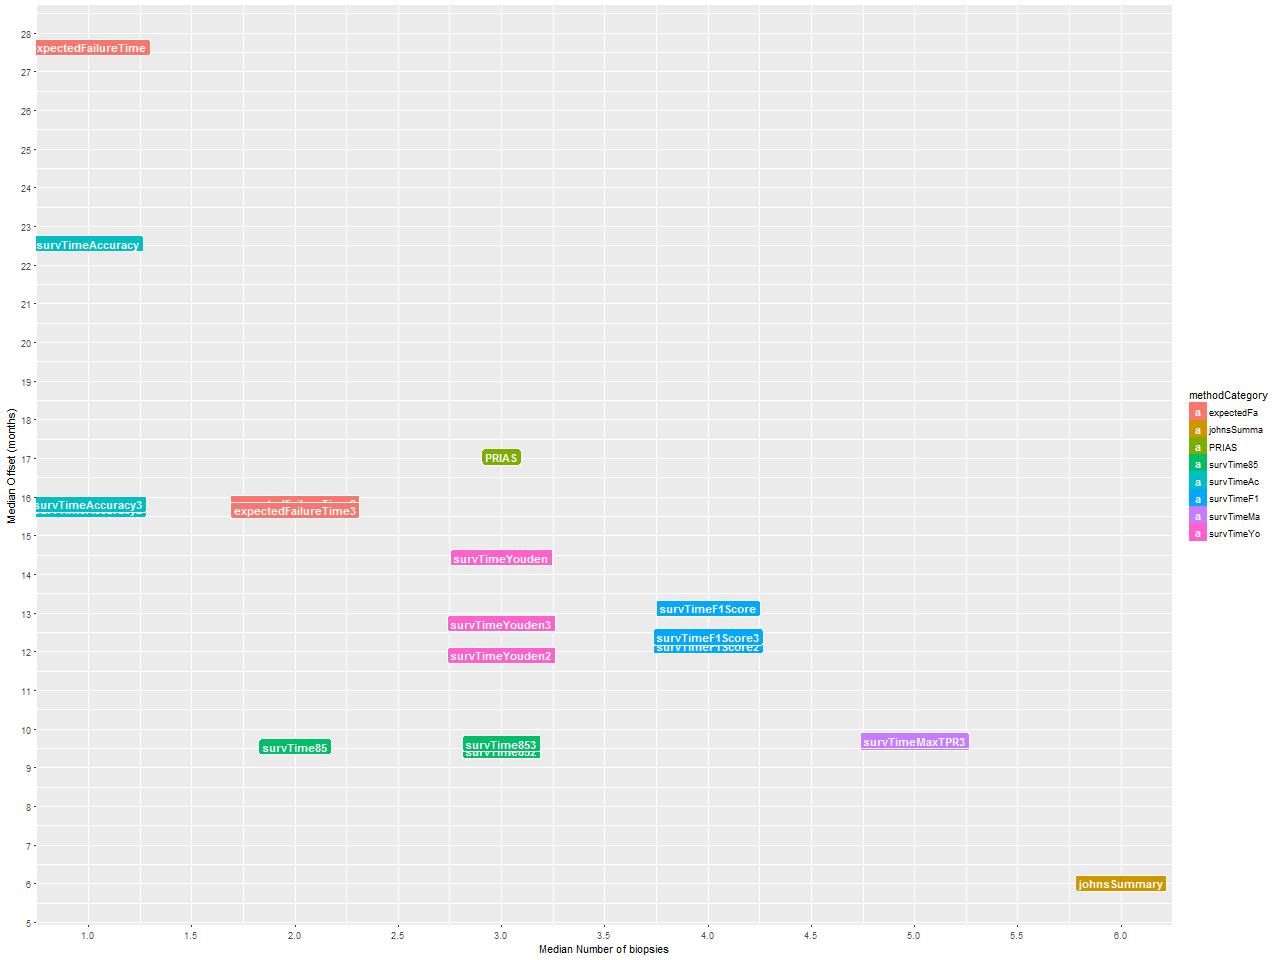 28
27
26
25
24
23
22
21
20
19
18
17
16
15
14
13
12
11
10
9
8
7
6
5
Median Offset (months)
xpectedFailureTime
survTimeAccuracy
PRIAS
survTimeAccuracy3
expectedFailureTime3
survTimeYouden
survTimeF1Score
survTimeYouden3
survTimeF1Score3
survTimeF1Score2
survTimeYouden2
survTime85
survTime853
survTime852
survTimeMaxTPR3
johnsSummary
1.0 1.5 2.0 2.5 3.0 3.5 4.0 4.5 5.0 5.5 6.0
Median Number of biopsies
methodCategory
a expectedFa
a johnsSumma
a PRIAS
a survTime85
a survTimeAc
a survTimeF1
a survTimeMa
a survTimeYo